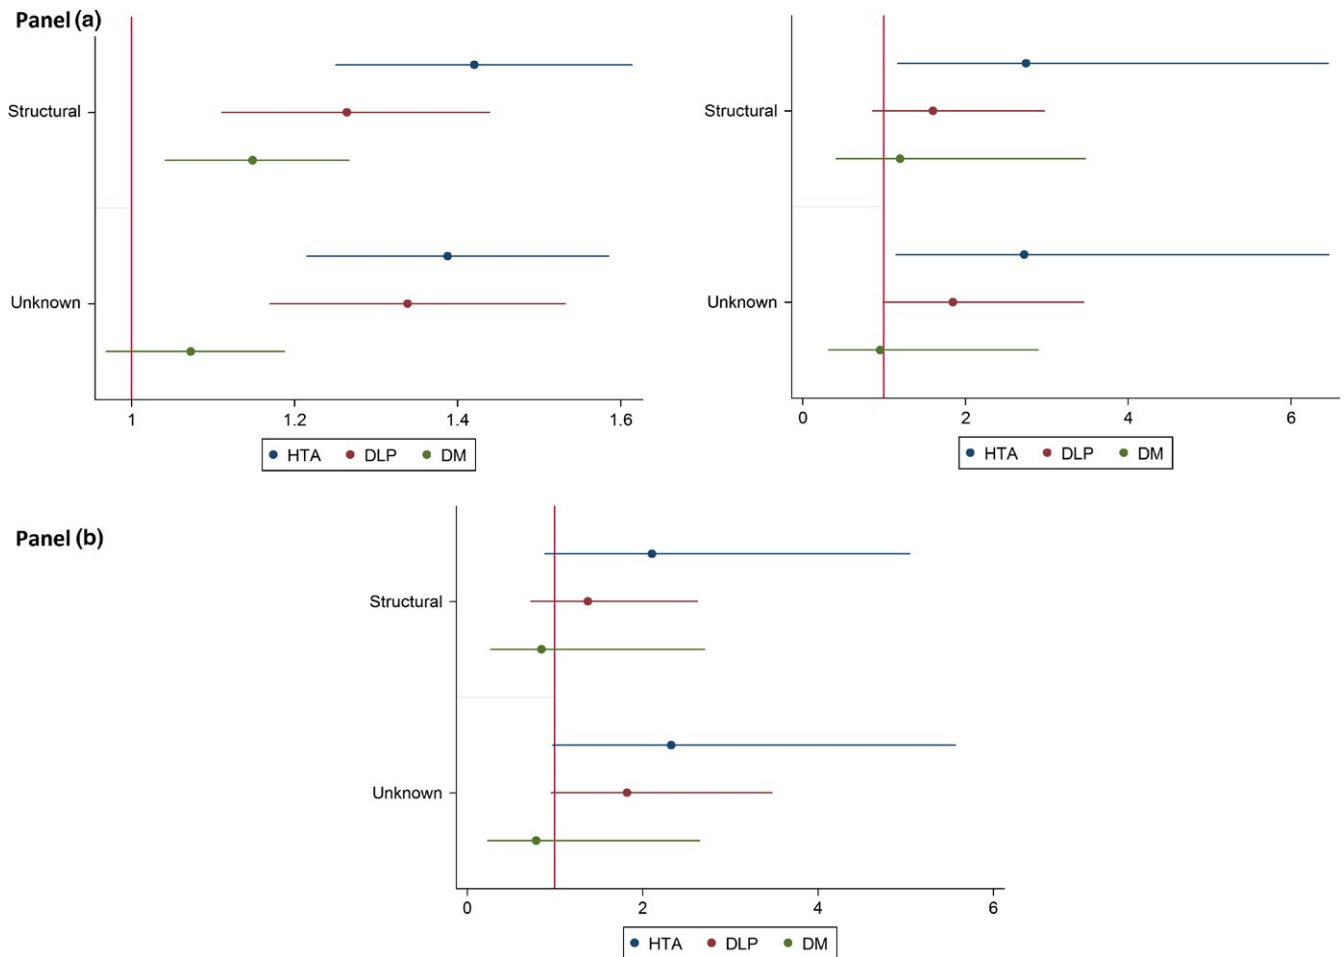 Panel (a)
Structural
Unknown
1 1.2 1.4 1.6
HTA DLP DM
Structural
Unknown
0 2 4 6
HTA DLP DM
Panel (b)
Structural
Unknown
0 2 4 6
HTA DLP DM